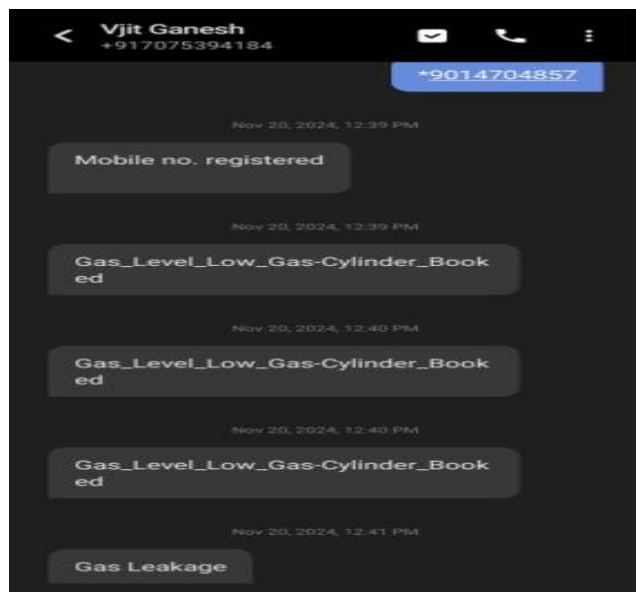 Vjit Ganesh
+917075394184
*9014704857
Nov 20, 2024, 12:39 PM
Mobile no. registered
Nov 20, 2024, 12:39 PM
Gas_Level_Low_Gas-Cylinder_Book
ed
Nov 20, 2024, 12:40 PM
Gas_Level_Low_Gas-Cylinder_Book
ed
Nov 20, 2024, 12:40 PM
Gas_Level_Low_Gas-Cylinder_Book
ed
Nov 20, 2024, 12:41 PM
Gas Leakage